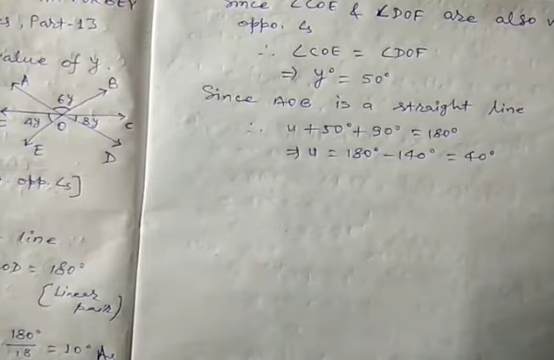 Part-13
value of y.
A
B
6y
4y
O
8y
C
E
D
opp. ∠s]
line
OD = 180°
[Linear
pair)
180°/18 = 10° A
Since ∠COE & ∠DOF are also
oppo. ∠s
∴ ∠COE = ∠DOF
⇒ y° = 50°
Since AOB is a straight line
∴ u + 50° + 90° = 180°
⇒ u = 180° - 140° = 40°